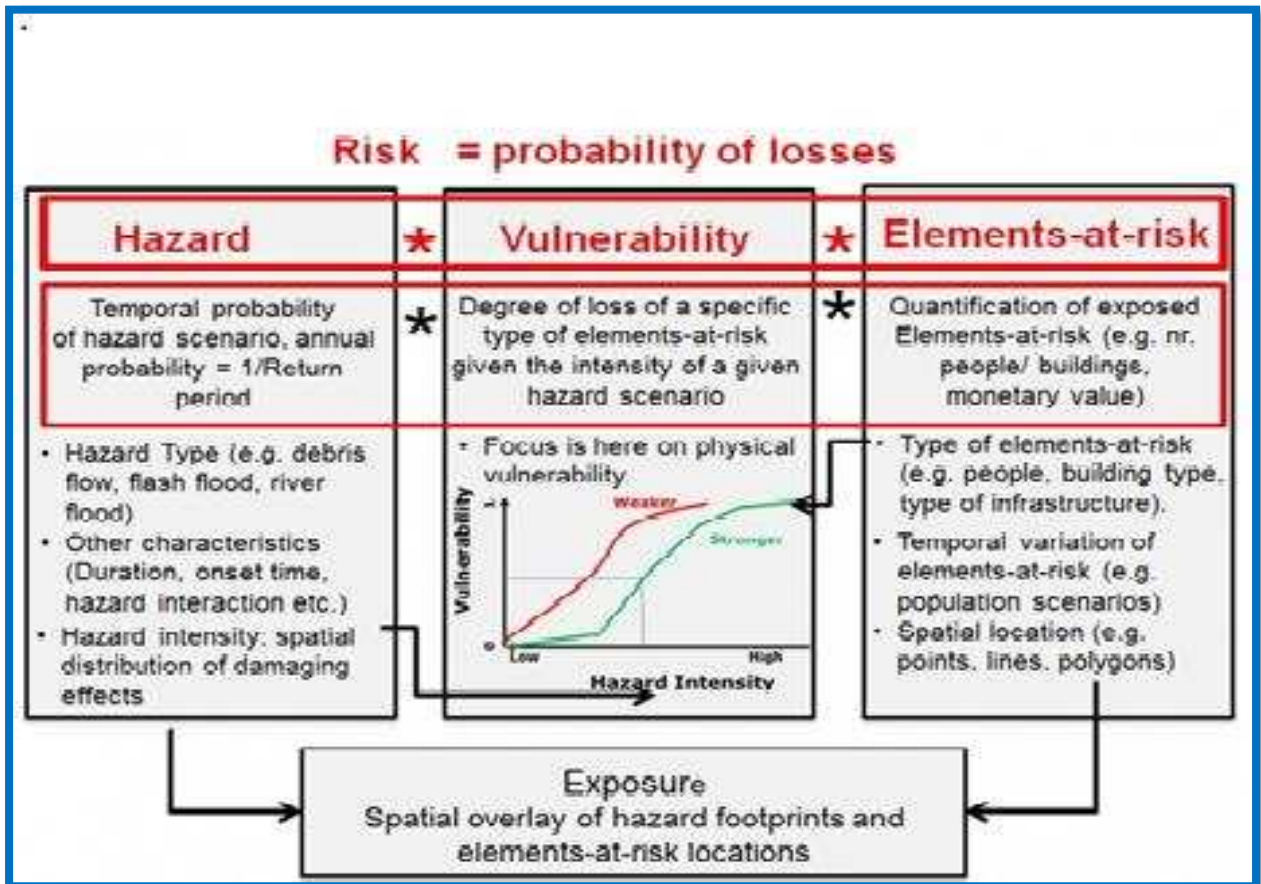 Risk = probability of losses
Hazard * Vulnerability * Elements-at-risk
Temporal probability
of hazard scenario, annual
probability = 1/Return
period
*
Degree of loss of a specific
type of elements-at-risk
given the intensity of a given
hazard scenario
*
Quantification of exposed
Elements-at-risk (e.g. nr.
people/ buildings,
monetary value)
• Hazard Type (e.g. debris
flow, flash flood, river
flood)
• Other characteristics
(Duration, onset time,
hazard interaction etc.)
• Hazard intensity: spatial
distribution of damaging
effects
• Focus is here on physical
vulnerability
Vulnerability
1
Weaker
Stronger
0
Low
High
Hazard Intensity
• Type of elements-at-risk
(e.g. people, building type,
type of infrastructure).
• Temporal variation of
elements-at-risk (e.g.
population scenarios)
• Spatial location (e.g.
points, lines, polygons)
Exposure
Spatial overlay of hazard footprints and
elements-at-risk locations